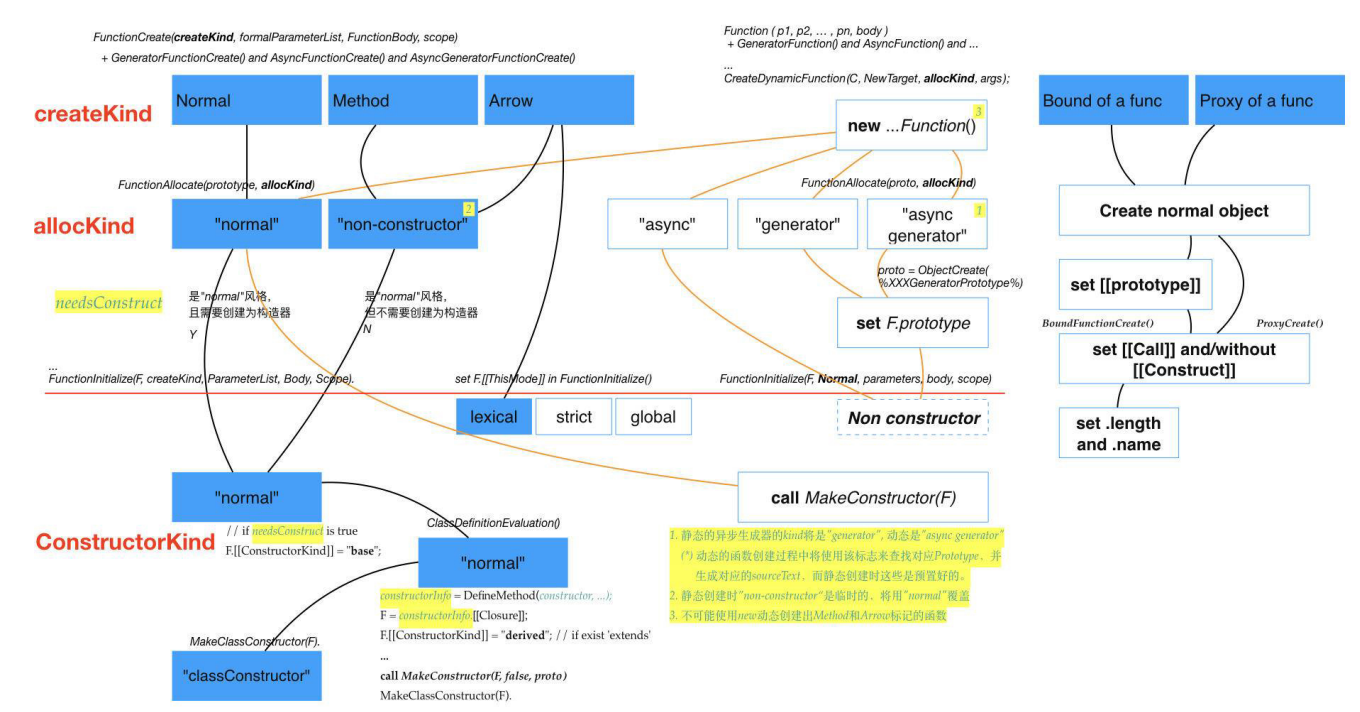 FunctionCreate(createKind, formalParameterList, FunctionBody, scope)
+ GeneratorFunctionCreate() and AsyncFunctionCreate() and AsyncGeneratorFunctionCreate()
Function ( p1, p2, … , pn, body )
+ GeneratorFunction() and AsyncFunction() and ...
...
CreateDynamicFunction(C, NewTarget, allocKind, args);
createKind
Normal
Method
Arrow
new ...Function()
3
Bound of a func
Proxy of a func
FunctionAllocate(prototype, allocKind)
FunctionAllocate(proto, allocKind)
allocKind
"normal"
"non-constructor"
2
"async"
"generator"
"async
generator"
1
Create normal object
proto = ObjectCreate(
%XXXGeneratorPrototype%)
set [[prototype]]
needsConstruct
是"normal"风格，
且需要创建为构造器
Y
是"normal"风格，
但不需要创建为构造器
N
set F.prototype
BoundFunctionCreate()
ProxyCreate()
set [[Call]] and/without
[[Construct]]
...
FunctionInitialize(F, createKind, ParameterList, Body, Scope).
set F.[[ThisMode]] in FunctionInitialize()
FunctionInitialize(F, Normal, parameters, body, scope)
lexical
strict
global
Non constructor
set .length
and .name
"normal"
call MakeConstructor(F)
ConstructorKind
// if needsConstruct is true
F.[[ConstructorKind]] = "base";
ClassDefinitionEvaluation()
"normal"
constructorInfo = DefineMethod(constructor, ...);
F = constructorInfo.[[Closure]];
F.[[ConstructorKind]] = "derived"; // if exist 'extends'
...
call MakeConstructor(F, false, proto)
MakeClassConstructor(F).
MakeClassConstructor(F).
"classConstructor"
1. 静态的异步生成器的kind将是"generator", 动态是"async generator"
(*) 动态的函数创建过程中将使用该标志来查找对应Prototype、并
生成对应的sourceText、而静态创建时这些是预置好的。
2. 静态创建时"non-constructor“是临时的、将用"normal"覆盖
3. 不可能使用new动态创建出Method和Arrow标记的函数